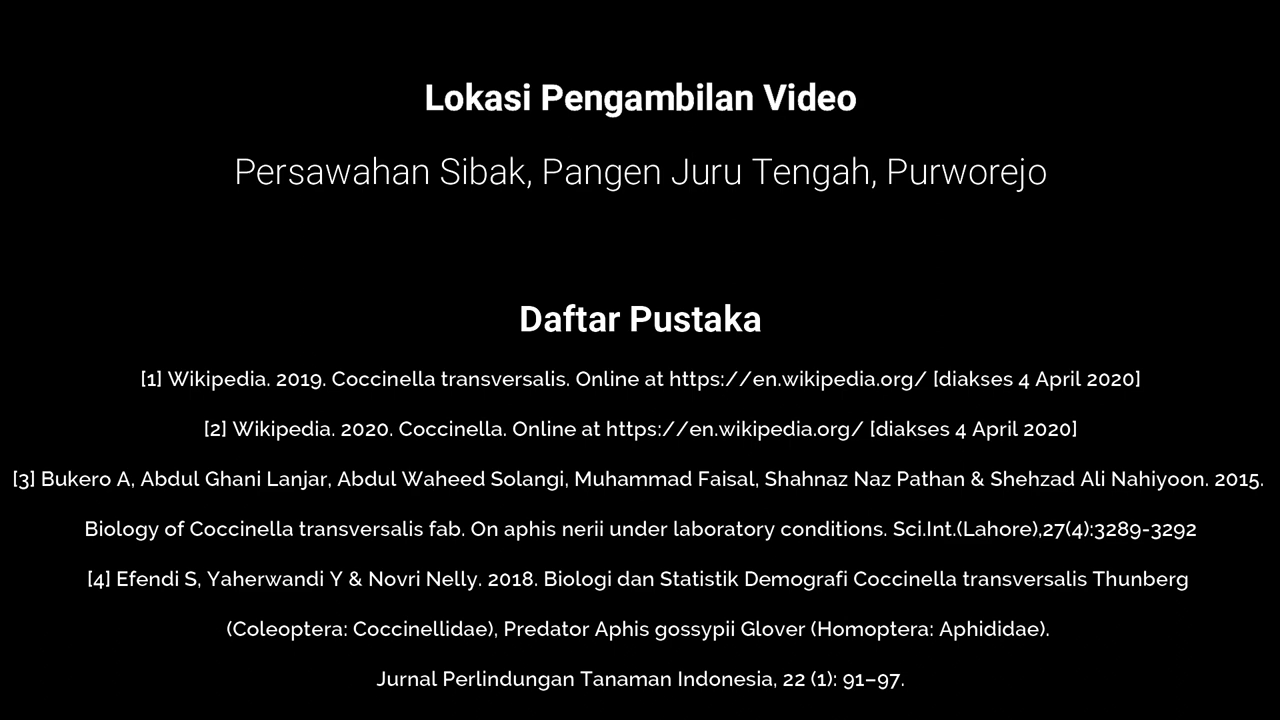 Lokasi Pengambilan Video
Persawahan Sibak, Pangen Juru Tengah, Purworejo
Daftar Pustaka
[1] Wikipedia. 2019. Coccinella transversalis. Online at https://en.wikipedia.org/ [diakses 4 April 2020]
[2] Wikipedia. 2020. Coccinella. Online at https://en.wikipedia.org/ [diakses 4 April 2020]
[3] Bukero A, Abdul Ghani Lanjar, Abdul Waheed Solangi, Muhammad Faisal, Shahnaz Naz Pathan & Shehzad Ali Nahiyoon. 2015.
Biology of Coccinella transversalis fab. On aphis nerii under laboratory conditions. Sci.Int.(Lahore),27(4):3289-3292
[4] Efendi S, Yaherwandi Y & Novri Nelly. 2018. Biologi dan Statistik Demografi Coccinella transversalis Thunberg
(Coleoptera: Coccinellidae), Predator Aphis gossypii Glover (Homoptera: Aphididae).
Jurnal Perlindungan Tanaman Indonesia, 22 (1): 91–97.